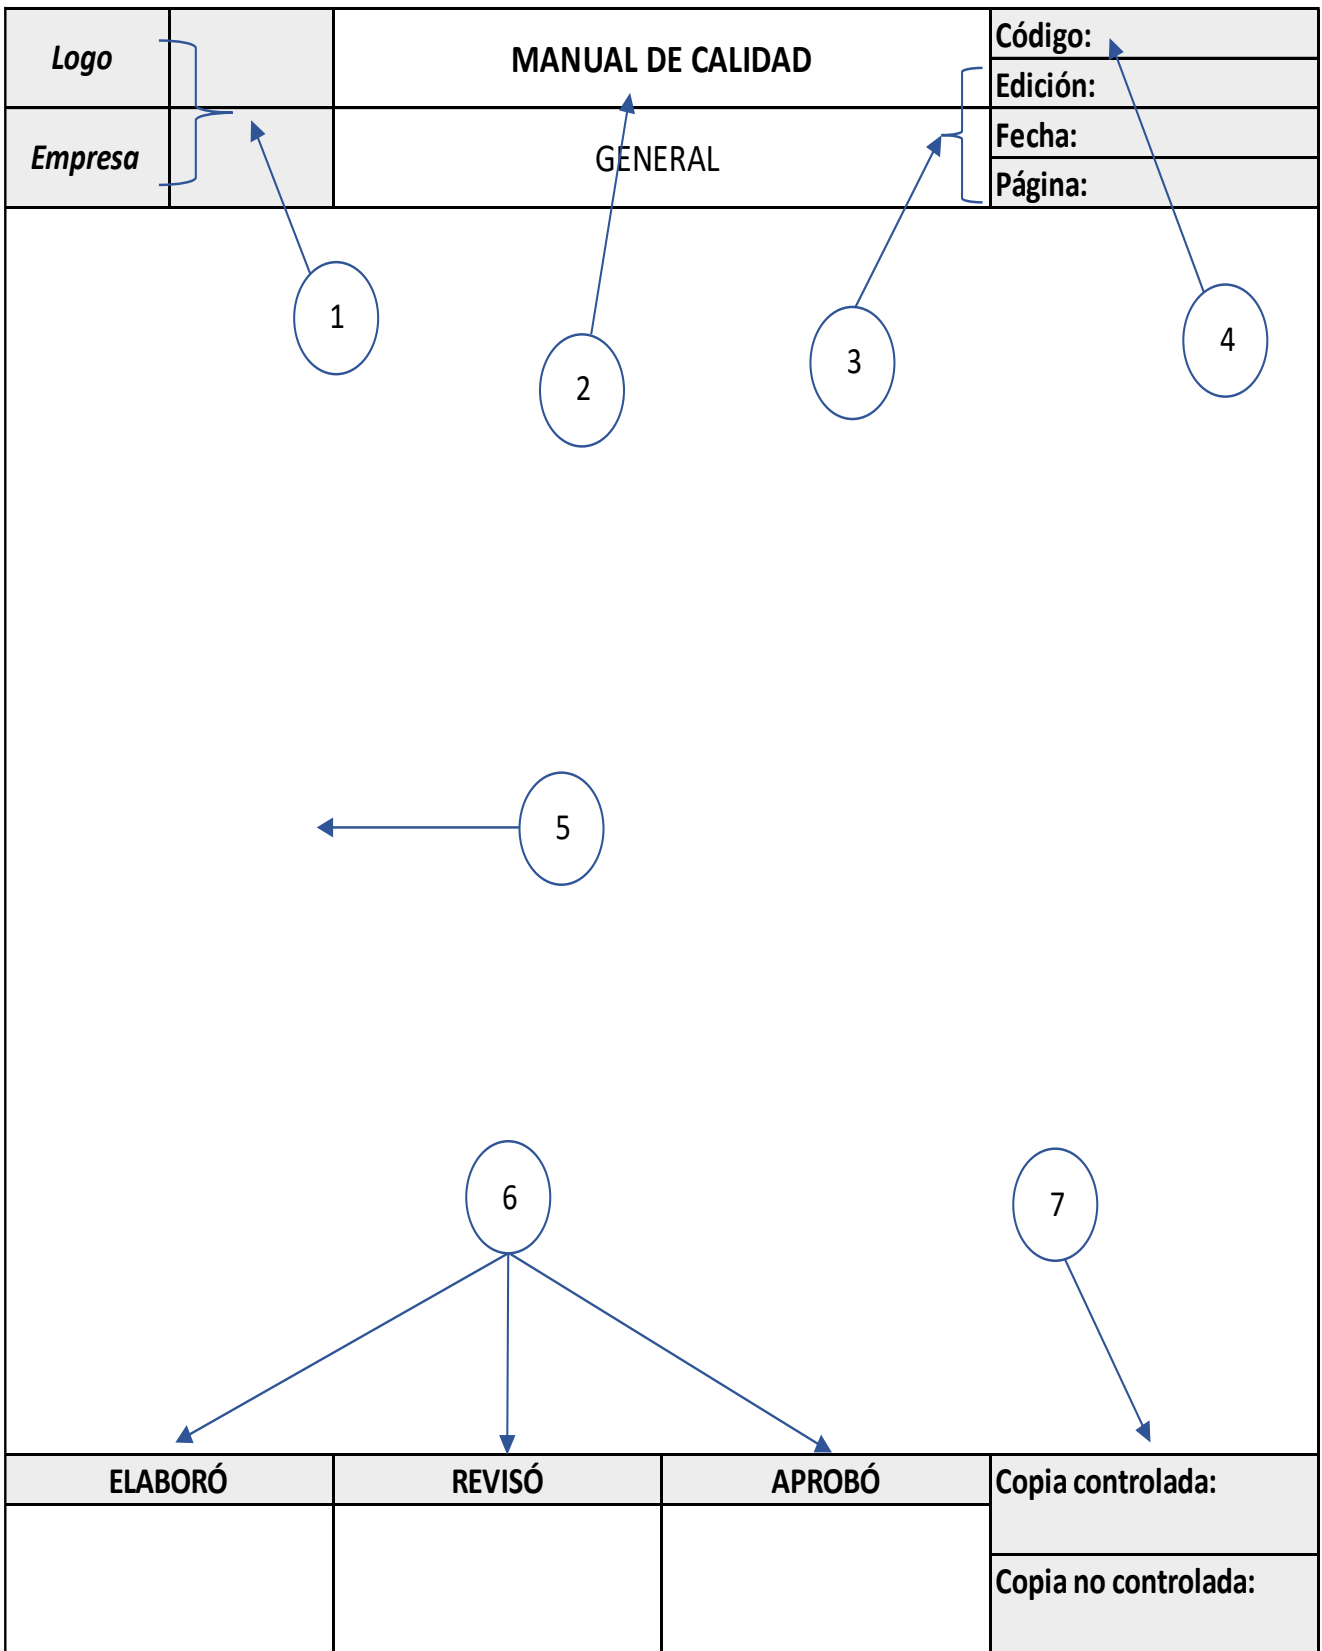 Logo
MANUAL DE CALIDAD
Código:
Edición:
Empresa
GENERAL
Fecha:
Página:
1
2
3
4
5
6
7
ELABORÓ
REVISÓ
APROBÓ
Copia controlada:
Copia no controlada: